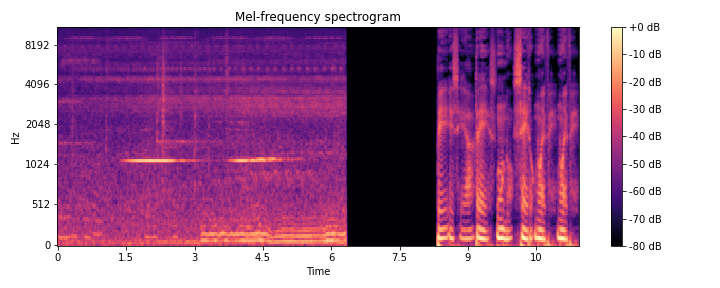 Mel-frequency spectrogram
8192
4096
2048
1024
512
0
Hz
0
1.5
3
4.5
6
7.5
9
10
Time
+0 dB
-10 dB
-20 dB
-30 dB
-40 dB
-50 dB
-60 dB
-70 dB
-80 dB